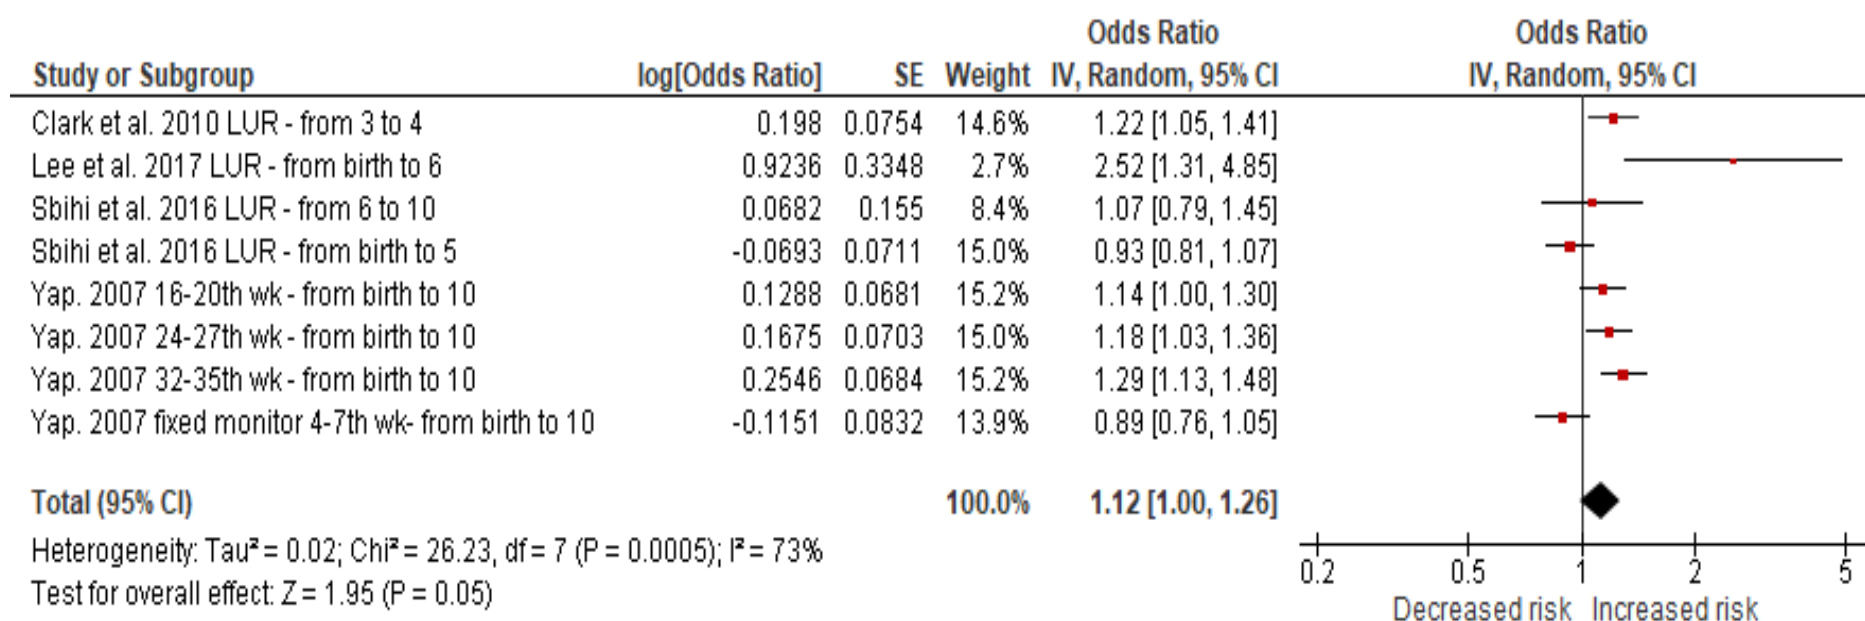 Odds Ratio Odds Ratio
Study or Subgroup log[Odds Ratio] SE Weight IV, Random, 95% CI IV, Random, 95% CI
Clark et al. 2010 LUR - from 3 to 4 0.198 0.0754 14.6% 1.22 [1.05, 1.41]
Lee et al. 2017 LUR - from birth to 6 0.9236 0.3348 2.7% 2.52 [1.31, 4.85]
Sbihi et al. 2016 LUR - from 6 to 10 0.0682 0.155 8.4% 1.07 [0.79, 1.45]
Sbihi et al. 2016 LUR - from birth to 5 -0.0693 0.0711 15.0% 0.93 [0.81, 1.07]
Yap. 2007 16-20th wk - from birth to 10 0.1288 0.0681 15.2% 1.14 [1.00, 1.30]
Yap. 2007 24-27th wk - from birth to 10 0.1675 0.0703 15.0% 1.18 [1.03, 1.36]
Yap. 2007 32-35th wk - from birth to 10 0.2546 0.0684 15.2% 1.29 [1.13, 1.48]
Yap. 2007 fixed monitor 4-7th wk- from birth to 10 -0.1151 0.0832 13.9% 0.89 [0.76, 1.05]
Total (95% CI) 100.0% 1.12 [1.00, 1.26]
Heterogeneity: Tau² = 0.02; Chi² = 26.23, df = 7 (P = 0.0005); I² = 73%
Test for overall effect: Z = 1.95 (P = 0.05)
0.2 0.5 1 2 5
Decreased risk Increased risk